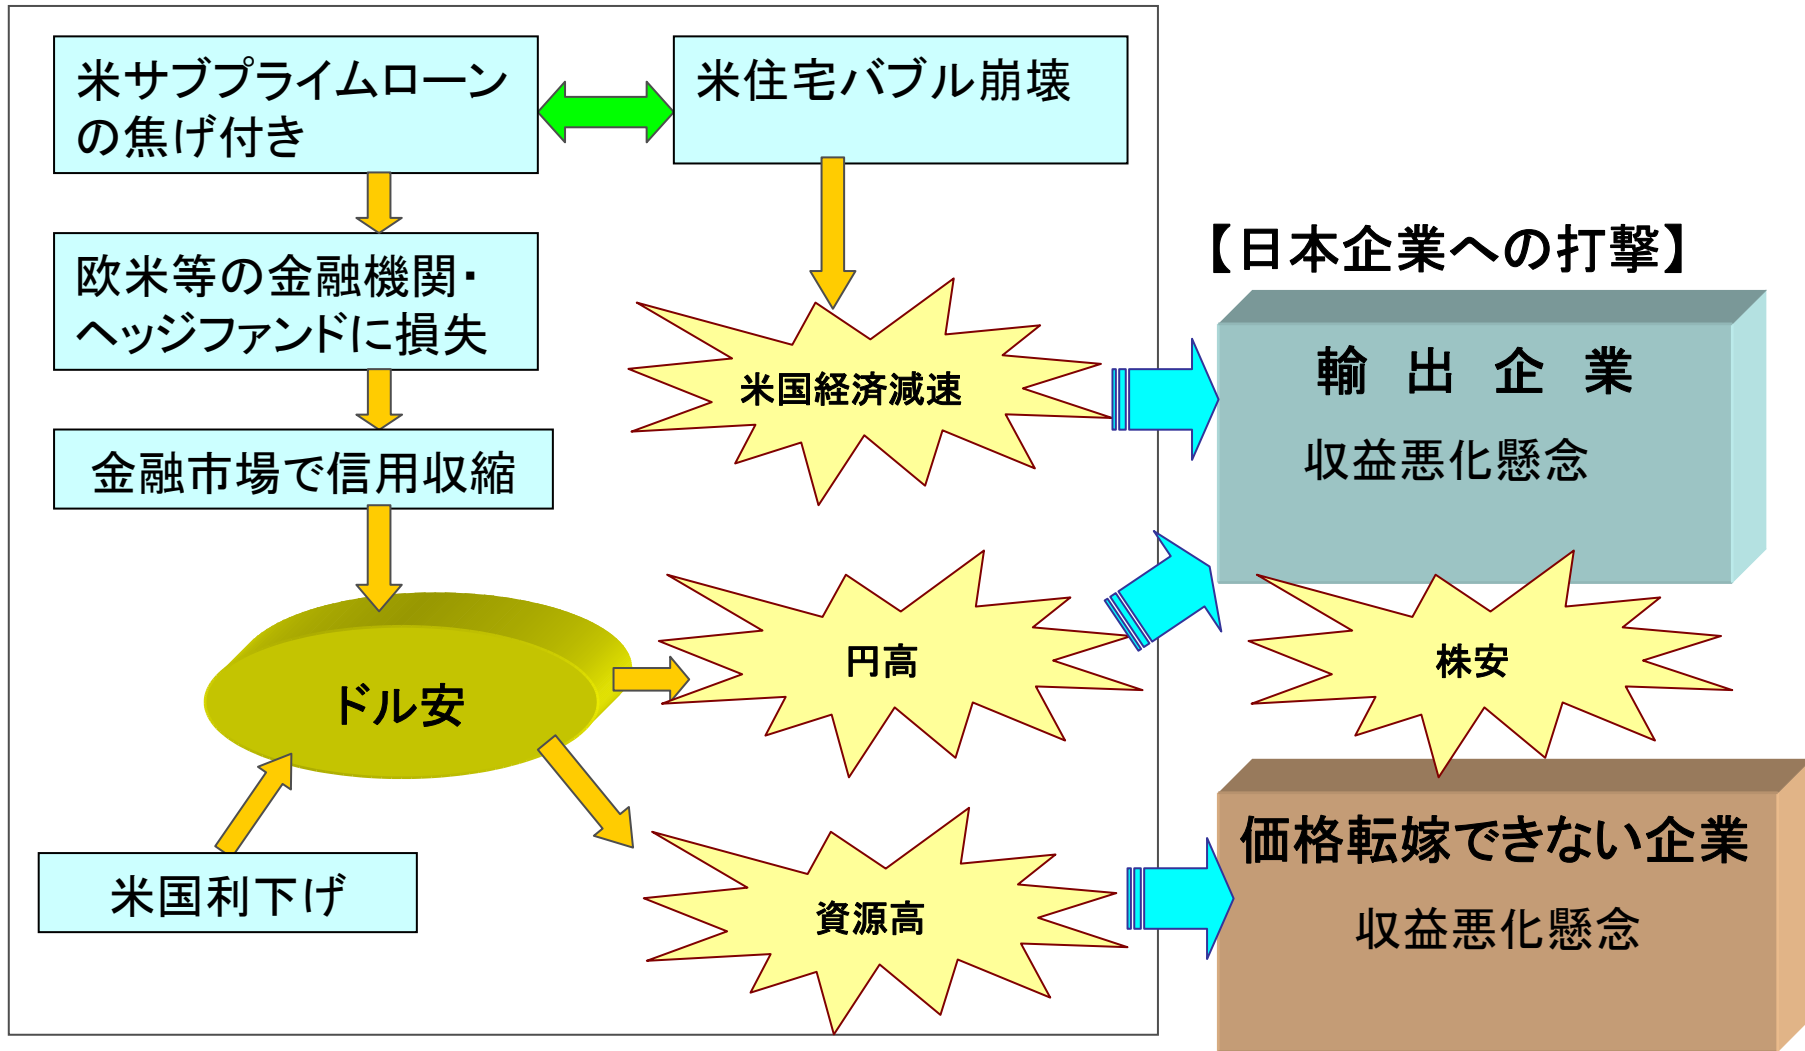 米サブプライムローン
の焦げ付き
米住宅バブル崩壊
欧米等の金融機関・
ヘッジファンドに損失
【日本企業への打撃】
米国経済減速
輸 出 企 業
収益悪化懸念
金融市場で信用収縮
ドル安
円高
株安
米国利下げ
資源高
価格転嫁できない企業
収益悪化懸念